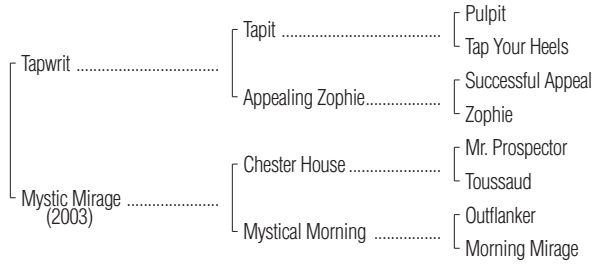 Pulpit
Tapit ........................................
Tap Your Heels
Tapwrit ....................................
Successful Appeal
Appealing Zophie...................
Zophie
Mr. Prospector
Chester House .......................
Toussaud
Mystic Mirage .......................
(2003)
Outflanker
Mystical Morning .................
Morning Mirage